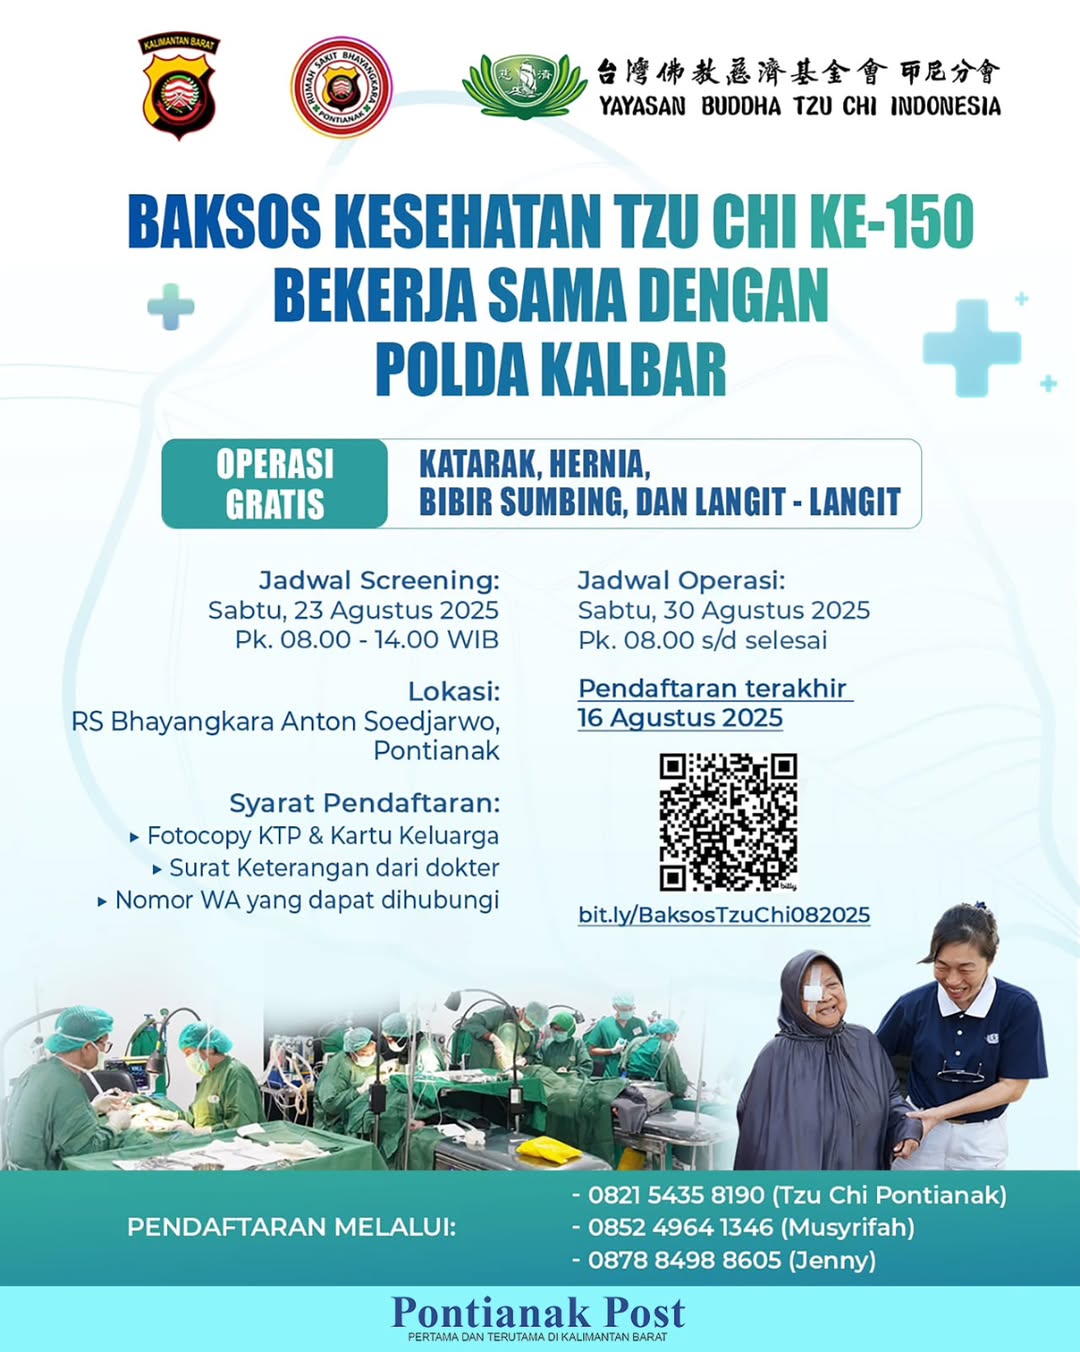 KALIMANTAN BARAT
RUMAH SAKIT BHAYANGKARA
PONTIANAK
慈濟
台灣佛教慈濟基金會 印尼分會
YAYASAN BUDDHA TZU CHI INDONESIA
BAKSOS KESEHATAN TZU CHI KE-150
BEKERJA SAMA DENGAN
POLDA KALBAR
OPERASI
GRATIS
KATARAK, HERNIA,
BIBIR SUMBING, DAN LANGIT - LANGIT
Jadwal Screening:
Sabtu, 23 Agustus 2025
Pk. 08.00 - 14.00 WIB
Lokasi:
RS Bhayangkara Anton Soedjarwo,
Pontianak
Syarat Pendaftaran:
▸ Fotocopy KTP & Kartu Keluarga
▸ Surat Keterangan dari dokter
▸ Nomor WA yang dapat dihubungi
Jadwal Operasi:
Sabtu, 30 Agustus 2025
Pk. 08.00 s/d selesai
Pendaftaran terakhir
16 Agustus 2025
bitly
bit.ly/BaksosTzuChi082025
PENDAFTARAN MELALUI:
- 0821 5435 8190 (Tzu Chi Pontianak)
- 0852 4964 1346 (Musyrifah)
- 0878 8498 8605 (Jenny)
Pontianak Post
PERTAMA DAN TERUTAMA DI KALIMANTAN BARAT